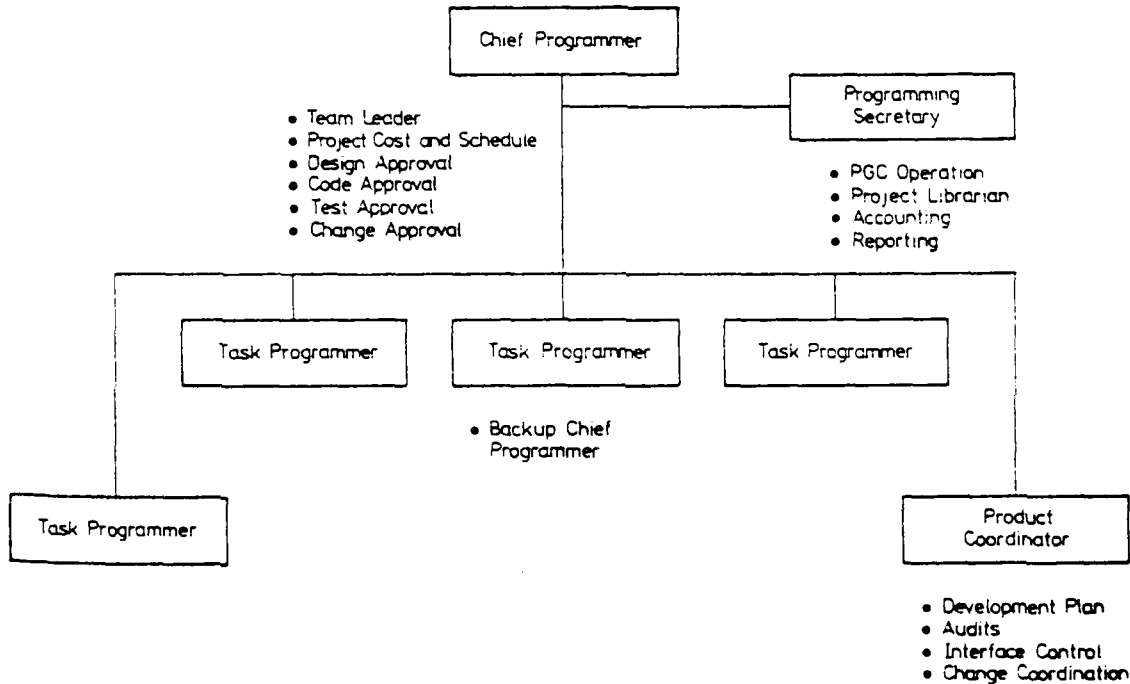 Chief Programmer
Programming
Secretary
• Team Leader
• Project Cost and Schedule
• Design Approval
• Code Approval
• Test Approval
• Change Approval
• PGC Operation
• Project Librarian
• Accounting
• Reporting
Task Programmer
Task Programmer
Task Programmer
• Backup Chief
Programmer
Task Programmer
Product
Coordinator
• Development Plan
• Audits
• Interface Control
• Change Coordination